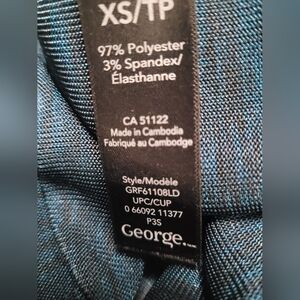 XS/TP
97% Polyester
3% Spandex/
Élasthanne
CA 51122
Made in Cambodia
Fabriqué au Cambodge
Style/Modèle
GRF61108LD
UPC/CUP
0 66092 11377
P3S
George.